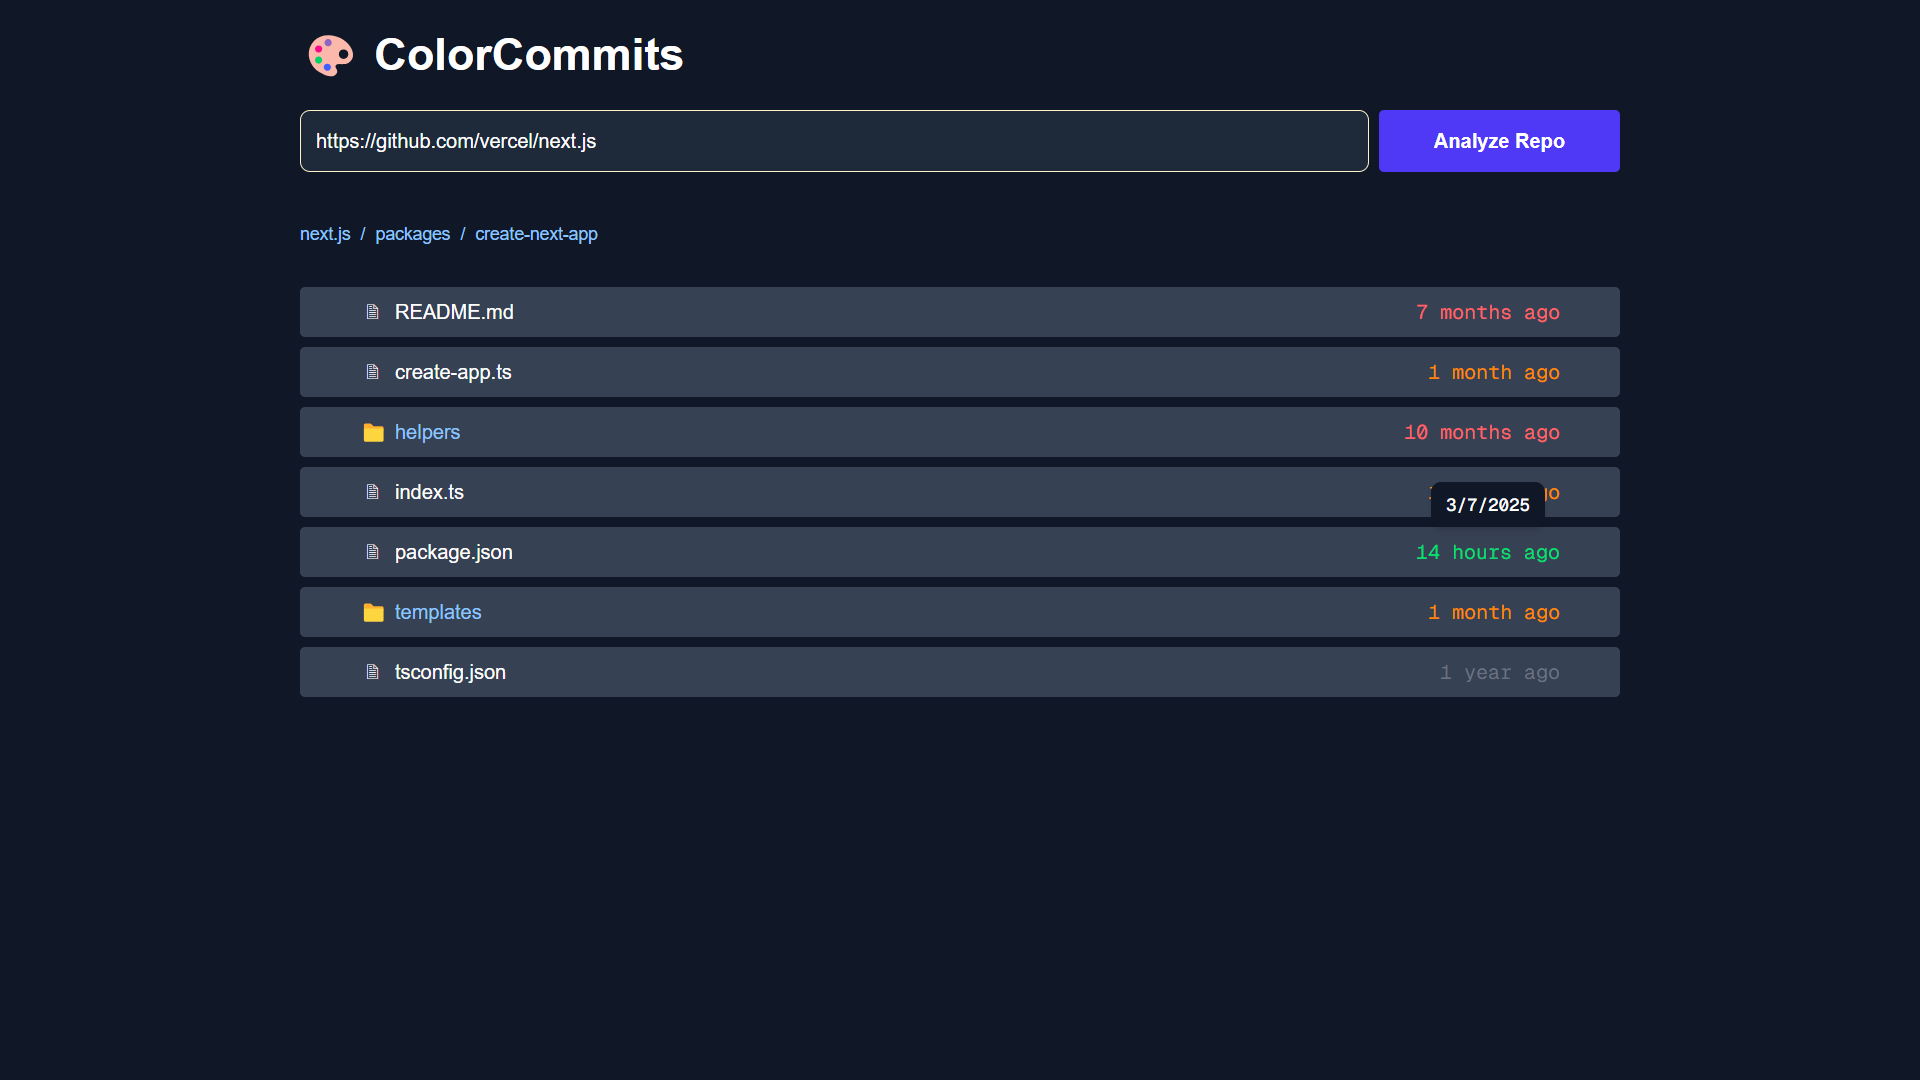 ColorCommits
https://github.com/vercel/next.js
Analyze Repo
next.js / packages / create-next-app
README.md 7 months ago
create-app.ts 1 month ago
helpers 10 months ago
index.ts
3/7/2025
package.json 14 hours ago
templates 1 month ago
tsconfig.json 1 year ago